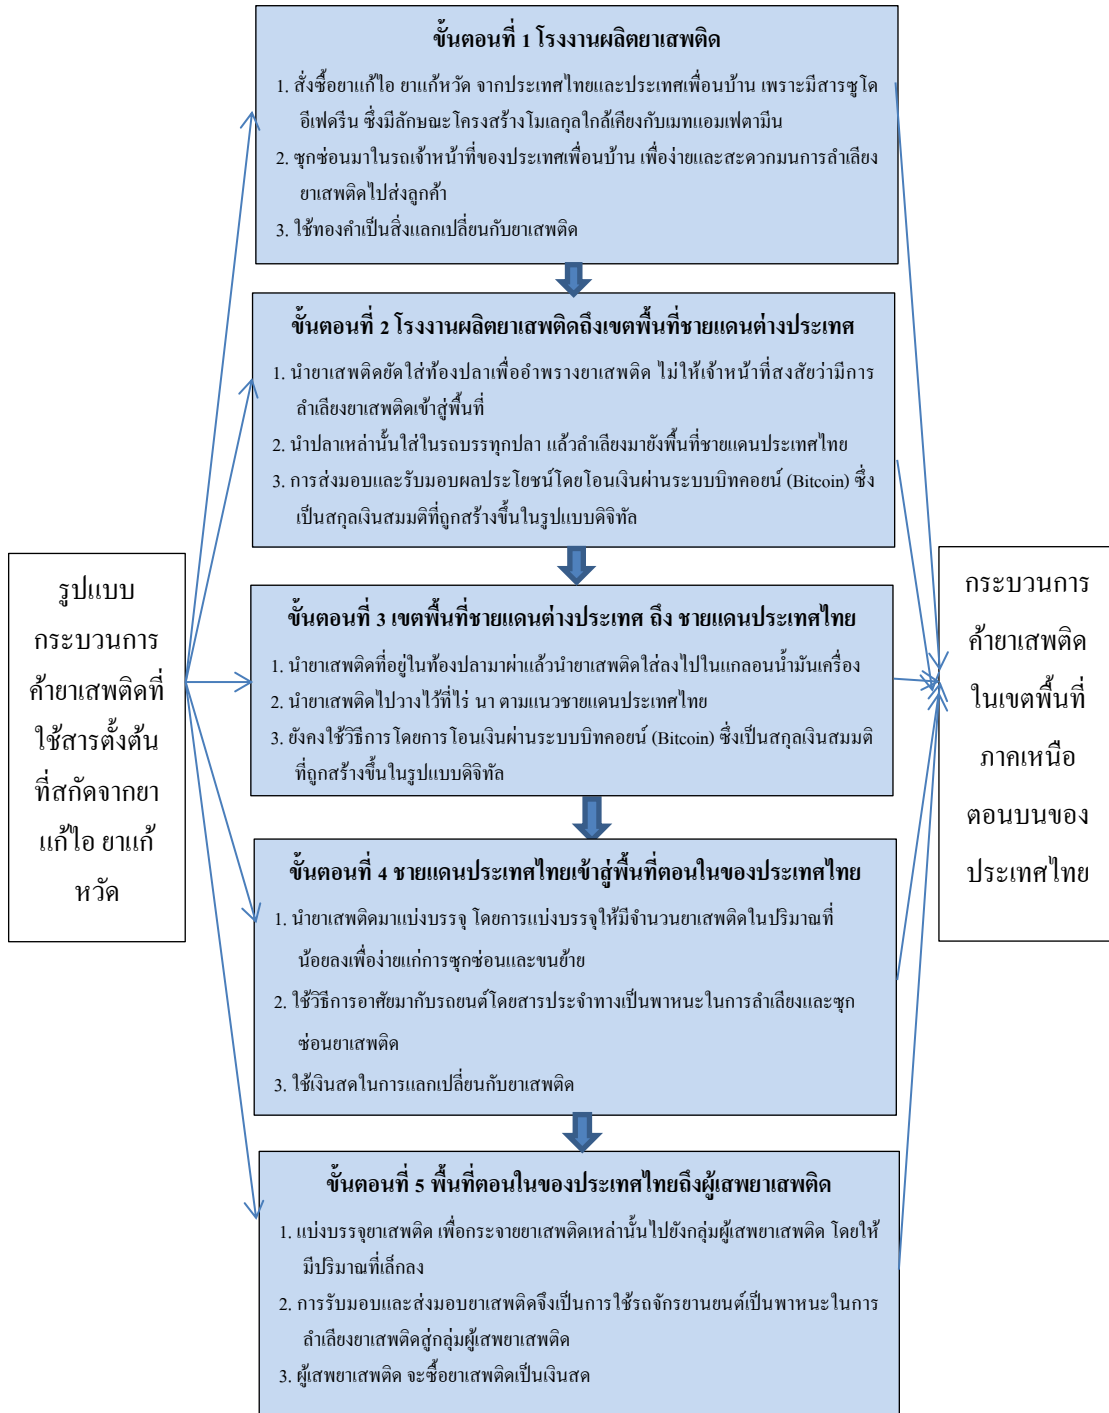 ขั้นตอนที่ 1 โรงงานผลิตยาเสพติด
1. สั่งซื้อยาแก้ไอ ยาแก้หวัด จากประเทศไทยและประเทศเพื่อนบ้าน เพราะมีสารซูโด
อีเฟดรีน ซึ่งมีลักษณะโครงสร้างโมเลกุลใกล้เคียงกับเมทแอมเฟตามีน
2. ซุกซ่อนมาในรถเจ้าหน้าที่ของประเทศเพื่อนบ้าน เพื่อง่ายและสะดวกมนการลำเลียง
ยาเสพติดไปส่งลูกค้า
3. ใช้ทองคำเป็นสิ่งแลกเปลี่ยนกับยาเสพติด
ขั้นตอนที่ 2 โรงงานผลิตยาเสพติดถึงเขตพื้นที่ชายแดนต่างประเทศ
1. นำยาเสพติดยัดใส่ท้องปลาเพื่ออำพรางยาเสพติด ไม่ให้เจ้าหน้าที่สงสัยว่ามีการ
ลำเลียงยาเสพติดเข้าสู่พื้นที่
2. นำปลาเหล่านั้นใส่ในรถบรรทุกปลา แล้วลำเลียงมายังพื้นที่ชายแดนประเทศไทย
3. การส่งมอบและรับมอบผลประโยชน์โดยโอนเงินผ่านระบบบิทคอยน์ (Bitcoin) ซึ่ง
เป็นสกุลเงินสมมติที่ถูกสร้างขึ้นในรูปแบบดิจิทัล
รูปแบบ
กระบวนการ
ค้ายาเสพติดที่
ใช้สารตั้งต้น
ที่สกัดจากยา
แก้ไอ ยาแก้
หวัด
ขั้นตอนที่ 3 เขตพื้นที่ชายแดนต่างประเทศ ถึง ชายแดนประเทศไทย
1. นำยาเสพติดที่อยู่ในท้องปลามาผ่าแล้วนำยาเสพติดใส่ลงไปในแกลอนน้ำมันเครื่อง
2. นำยาเสพติดไปวางไว้ที่ไร่ นา ตามแนวชายแดนประเทศไทย
3. ยังคงใช้วิธีการโดยการโอนเงินผ่านระบบบิทคอยน์ (Bitcoin) ซึ่งเป็นสกุลเงินสมมติ
ที่ถูกสร้างขึ้นในรูปแบบดิจิทัล
กระบวนการ
ค้ายาเสพติด
ในเขตพื้นที่
ภาคเหนือ
ตอนบนของ
ประเทศไทย
ขั้นตอนที่ 4 ชายแดนประเทศไทยเข้าสู่พื้นที่ตอนในของประเทศไทย
1. นำยาเสพติดมาแบ่งบรรจุ โดยการแบ่งบรรจุให้มีจำนวนยาเสพติดในปริมาณที่
น้อยลงเพื่อง่ายแก่การซุกซ่อนและขนย้าย
2. ใช้วิธีการอาศัยมากับรถยนต์โดยสารประจำทางเป็นพาหนะในการลำเลียงและซุก
ซ่อนยาเสพติด
3. ใช้เงินสดในการแลกเปลี่ยนกับยาเสพติด
ขั้นตอนที่ 5 พื้นที่ตอนในของประเทศไทยถึงผู้เสพยาเสพติด
1. แบ่งบรรจุยาเสพติด เพื่อกระจายยาเสพติดเหล่านั้นไปยังกลุ่มผู้เสพยาเสพติด โดยให้
มีปริมาณที่เล็กลง
2. การรับมอบและส่งมอบยาเสพติดจึงเป็นการใช้รถจักรยานยนต์เป็นพาหนะในการ
ลำเลียงยาเสพติดสู่กลุ่มผู้เสพยาเสพติด
3. ผู้เสพยาเสพติด จะซื้อยาเสพติดเป็นเงินสด